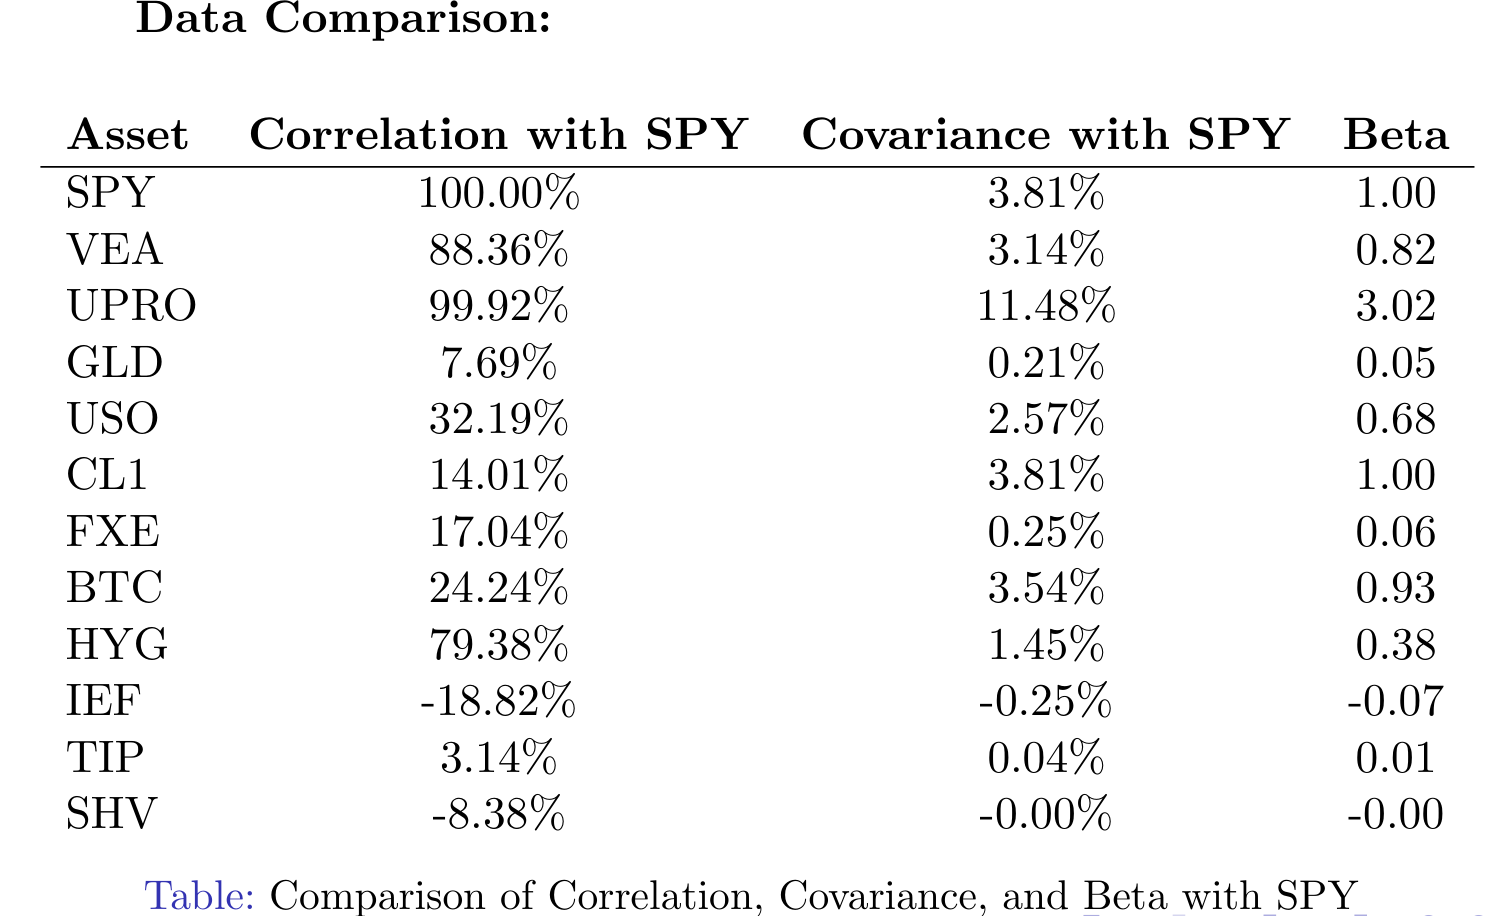 Data Comparison:
Asset Correlation with SPY Covariance with SPY Beta
SPY 100.00% 3.81% 1.00
VEA 88.36% 3.14% 0.82
UPRO 99.92% 11.48% 3.02
GLD 7.69% 0.21% 0.05
USO 32.19% 2.57% 0.68
CL1 14.01% 3.81% 1.00
FXE 17.04% 0.25% 0.06
BTC 24.24% 3.54% 0.93
HYG 79.38% 1.45% 0.38
IEF -18.82% -0.25% -0.07
TIP 3.14% 0.04% 0.01
SHV -8.38% -0.00% -0.00
Table: Comparison of Correlation, Covariance, and Beta with SPY